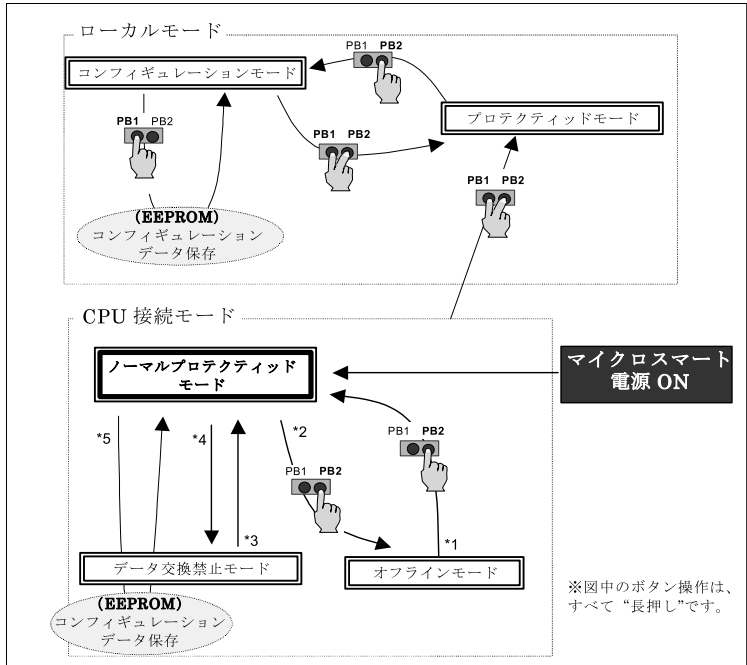 ローカルモード
PB1 PB2
コンフィギュレーションモード
プロテクティッドモード
PB1 PB2
PB1 PB2
PB1 PB2
(EEPROM)
コンフィギュレーション
データ保存
CPU 接続モード
ノーマルプロテクティッド
モード
マイクロスマート
電源 ON
*5
*4
*2
PB1 PB2
PB1 PB2
*3
*1
データ交換禁止モード
オフラインモード
(EEPROM)
コンフィギュレーション
データ保存
※図中のボタン操作は、
すべて“長押し”です。